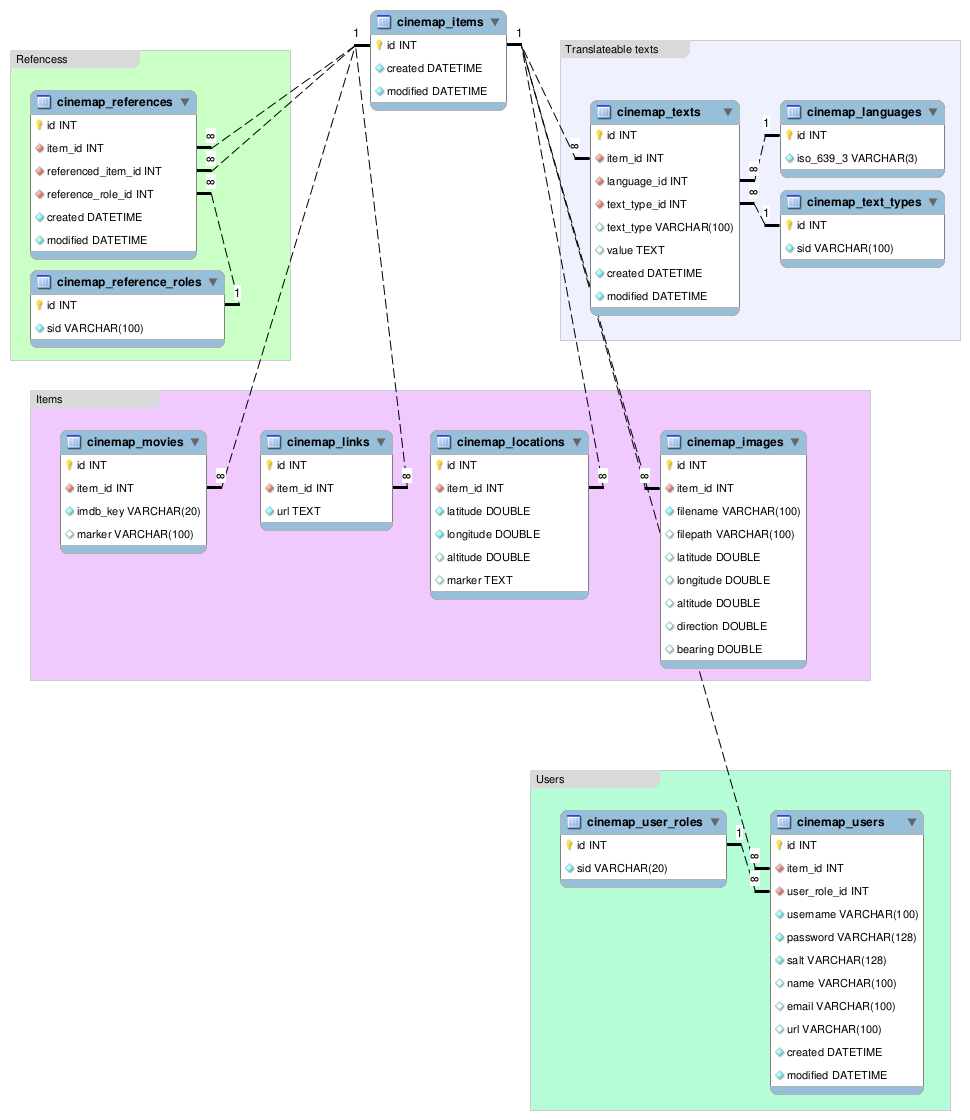 cinemap_items
id INT
created DATETIME
modified DATETIME
1
1
Refencess
cinemap_references
id INT
item_id INT
referenced_item_id INT
reference_role_id INT
created DATETIME
modified DATETIME
∞
∞
∞
cinemap_reference_roles
id INT
sid VARCHAR(100)
1
Translateable texts
cinemap_texts
id INT
item_id INT
language_id INT
text_type_id INT
text_type VARCHAR(100)
value TEXT
created DATETIME
modified DATETIME
∞
∞
∞
1
1
cinemap_languages
id INT
iso_639_3 VARCHAR(3)
cinemap_text_types
id INT
sid VARCHAR(100)
Items
cinemap_movies
id INT
item_id INT
imdb_key VARCHAR(20)
marker VARCHAR(100)
∞
cinemap_links
id INT
item_id INT
url TEXT
∞
cinemap_locations
id INT
item_id INT
latitude DOUBLE
longitude DOUBLE
altitude DOUBLE
marker TEXT
∞
∞
cinemap_images
id INT
item_id INT
filename VARCHAR(100)
filepath VARCHAR(100)
latitude DOUBLE
longitude DOUBLE
altitude DOUBLE
direction DOUBLE
bearing DOUBLE
Users
cinemap_user_roles
id INT
sid VARCHAR(20)
1
∞
∞
cinemap_users
id INT
item_id INT
user_role_id INT
username VARCHAR(100)
password VARCHAR(128)
salt VARCHAR(128)
name VARCHAR(100)
email VARCHAR(100)
url VARCHAR(100)
created DATETIME
modified DATETIME